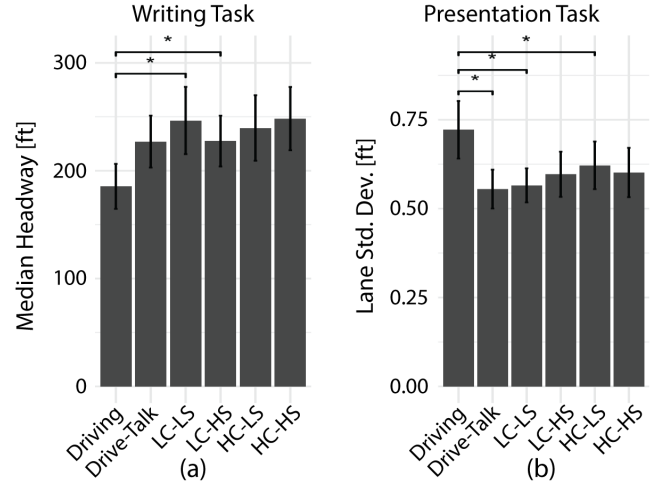 Writing Task
Median Headway [ft]
300
200
100
0
*
*
Driving
Drive-Talk
LC-LS
LC-HS
HC-LS
HC-HS
(a)
Presentation Task
Lane Std. Dev. [ft]
0.75
0.50
0.25
0.00
*
*
*
Driving
Drive-Talk
LC-LS
LC-HS
HC-LS
HC-HS
(b)